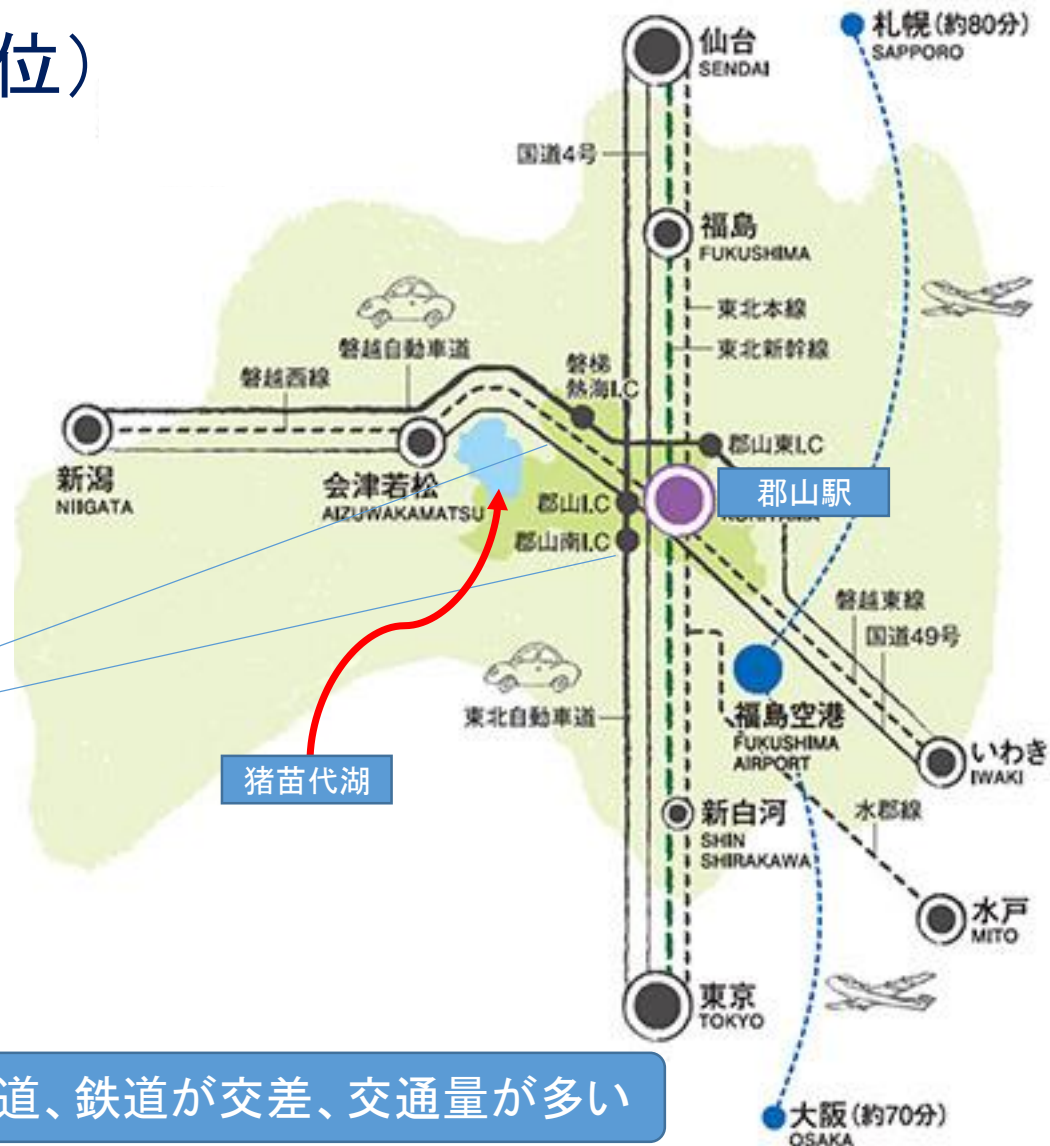 位）
札幌（約80分）
SAPPORO
仙台
SENDAI
国道4号
福島
FUKUSHIMA
東北本線
東北新幹線
磐越自動車道
磐越西線
磐梯
熱海I.C
郡山東I.C
新潟
NIIGATA
会津若松
AIZUWAKAMATSU
郡山I.C
郡山駅
郡山南I.C
磐越東線
国道49号
東北自動車道
福島空港
FUKUSHIMA
AIRPORT
いわき
IWAKI
猪苗代湖
新白河
SHIN
SHIRAKAWA
水郡線
水戸
MITO
東京
TOKYO
道、鉄道が交差、交通量が多い
大阪（約70分）
OSAKA